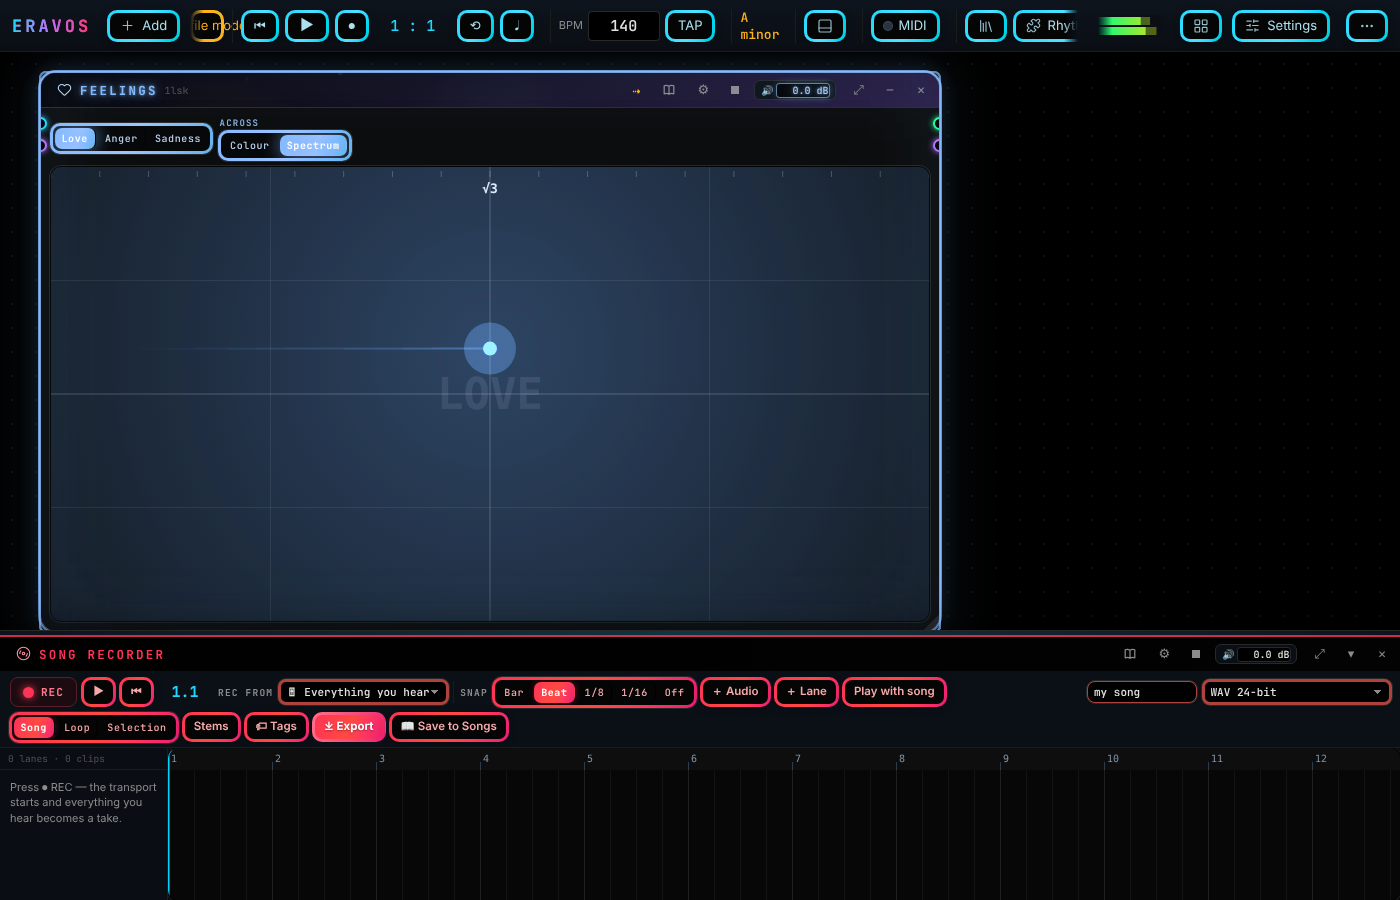 ERAVOS
+ Add
1 : 1
BPM
140
TAP
A minor
MIDI
Settings
FEELINGS
1lsk
0.0 dB
Love
Anger
Sadness
ACROSS
Colour
Spectrum
√3
LOVE
SONG RECORDER
0.0 dB
REC
1.1
REC FROM
Everything you hear
SNAP
Bar
Beat
1/8
1/16
Off
+ Audio
+ Lane
Play with song
my song
WAV 24-bit
Song
Loop
Selection
Stems
Tags
Export
Save to Songs
0 lanes · 0 clips
1 2 3 4 5 6 7 8 9 10 11 12
Press ● REC — the transport
starts and everything you
hear becomes a take.